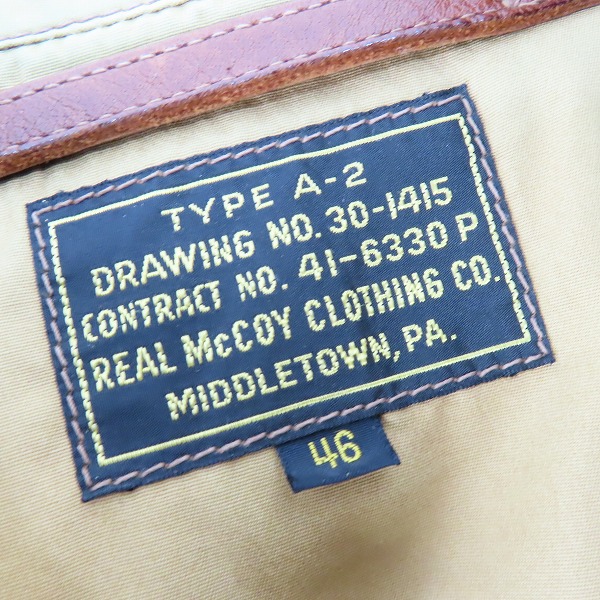 TYPE A-2
DRAWING NO. 30-1415
CONTRACT NO. 41-6330 P
REAL McCOY CLOTHING CO.
MIDDLETOWN, PA.
46